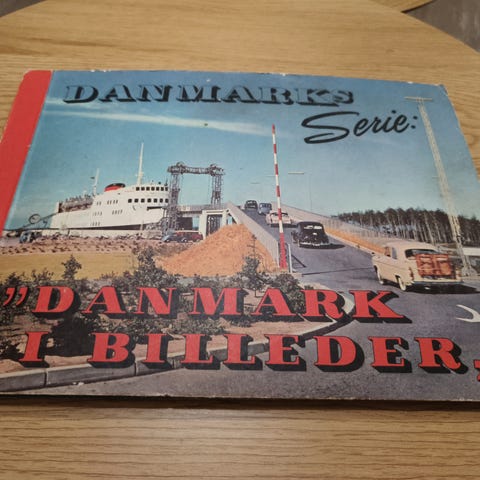 DANMARKS
Serie:
"DANMARK
I BILLEDER„